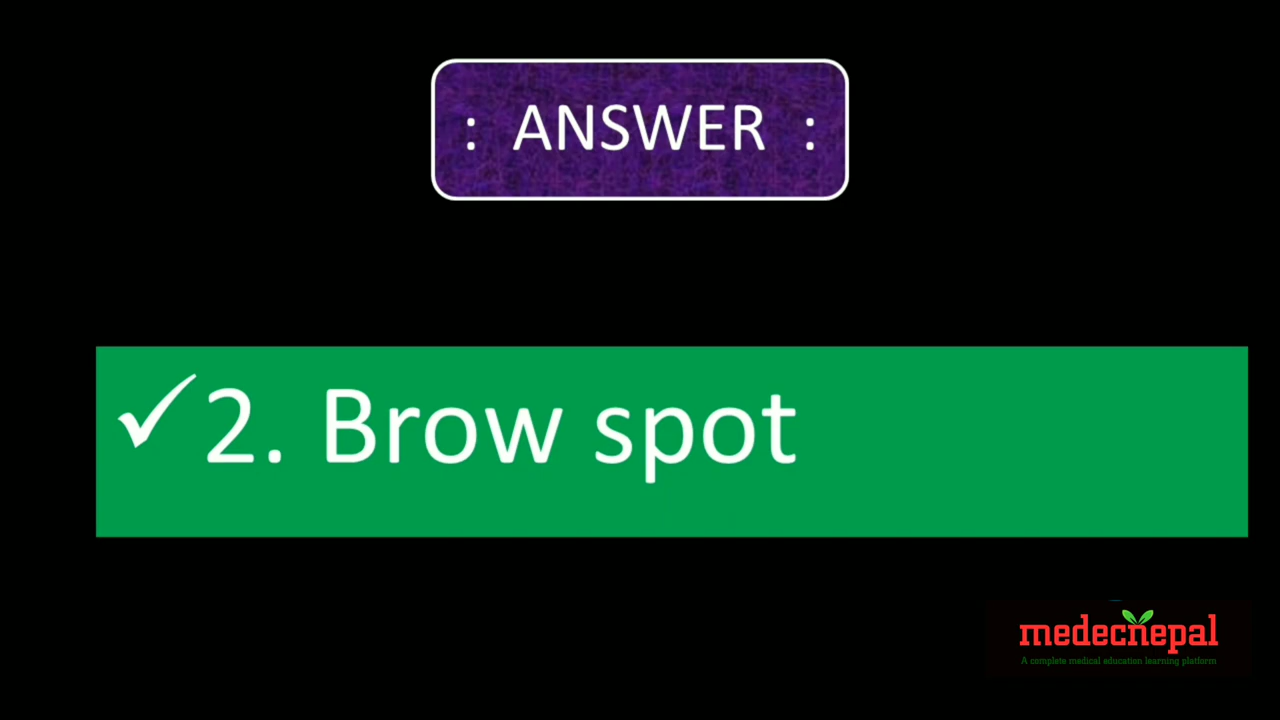 : ANSWER :
✓2. Brow spot
medecnepal
A complete medical education learning platform